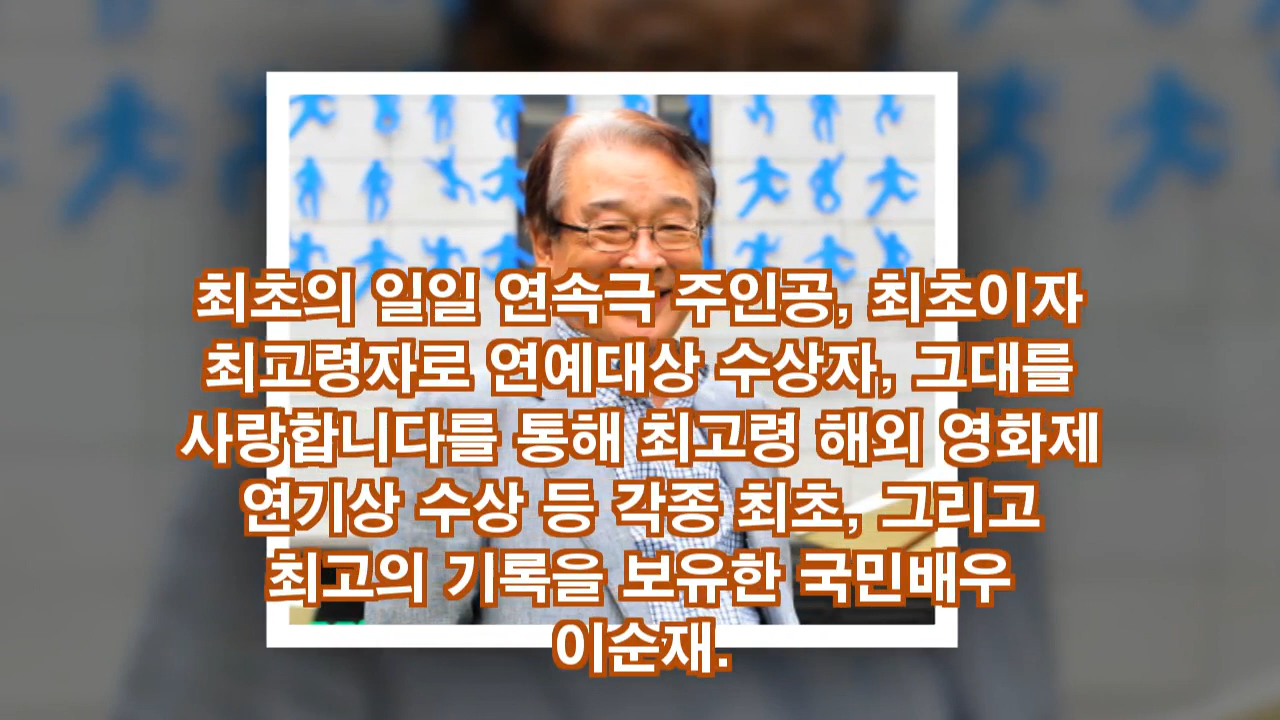 최초의 일일 연속극 주인공, 최초이자
최고령자로 연예대상 수상자, 그대를
사랑합니다를 통해 최고령 해외 영화제
연기상 수상 등 각종 최초, 그리고
최고의 기록을 보유한 국민배우
이순재.